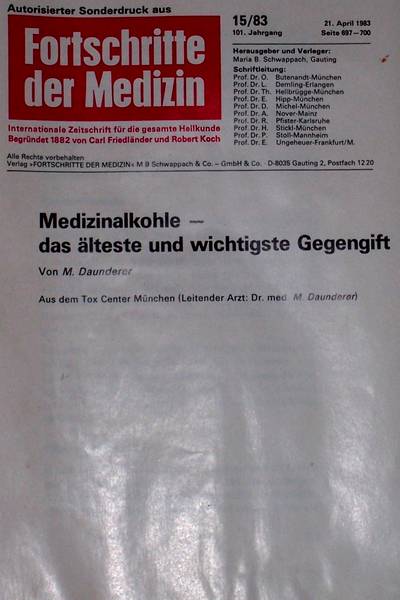 Autorisierter Sonderdruck aus
Fortschritte
der Medizin
Internationale Zeitschrift für die gesamte Heilkunde
Begründet 1882 von Carl Friedländer und Robert Koch
15/83 21. April 1983
101. Jahrgang Seite 697—700
Herausgeber und Verleger:
Maria B. Schwappach, Gauting
Schriftleitung:
Prof. Dr. O. Butenandt-München
Prof. Dr. L. Demling-Erlangen
Prof. Dr. Th. Hellbrügge-München
Prof. Dr. E. Hipp-München
Prof. Dr. D. Michel-München
Prof. Dr. A. Nover-Mainz
Prof. Dr. R. Pfister-Karlsruhe
Prof. Dr. H. Stickl-München
Prof. Dr. P. Stoll-Mannheim
Prof. Dr. E. Ungeheuer-Frankfurt/M.
Alle Rechte vorbehalten
Verlag »FORTSCHRITTE DER MEDIZIN« M B Schwappach & Co. – GmbH & Co. · D-8035 Gauting 2, Postfach 12 20
Medizinalkohle —
das älteste und wichtigste Gegengift
Von M. Daunderer
Aus dem Tox Center München (Leitender Arzt: Dr. med. M. Daunderer)